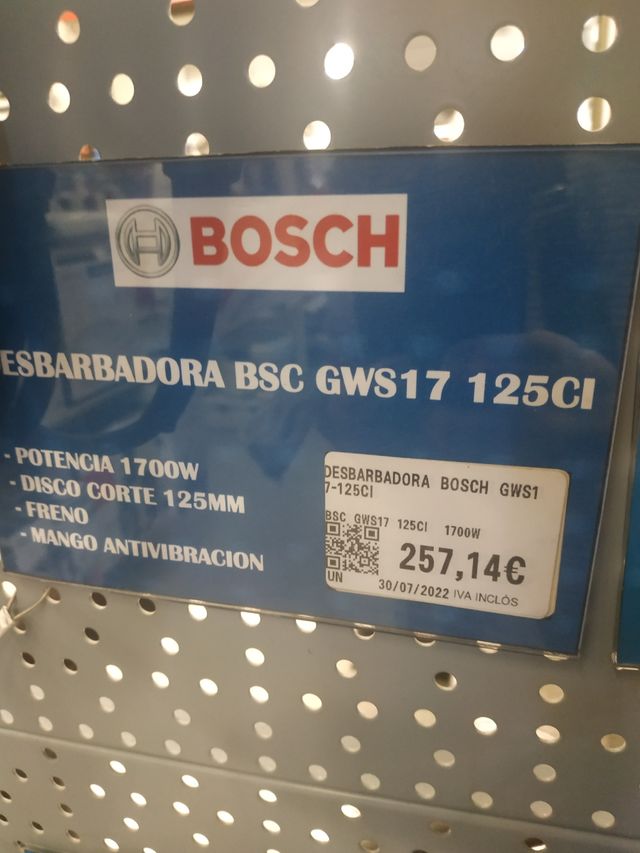 BOSCH
ESBARBADORA BSC GWS17 125CI
- POTENCIA 1700W
- DISCO CORTE 125MM
- FRENO
- MANGO ANTIVIBRACION
DESBARBADORA BOSCH GWS1
7-125CI
BSC GWS17 125CI 1700W
257,14€
UN
30/07/2022 IVA INCLÒS